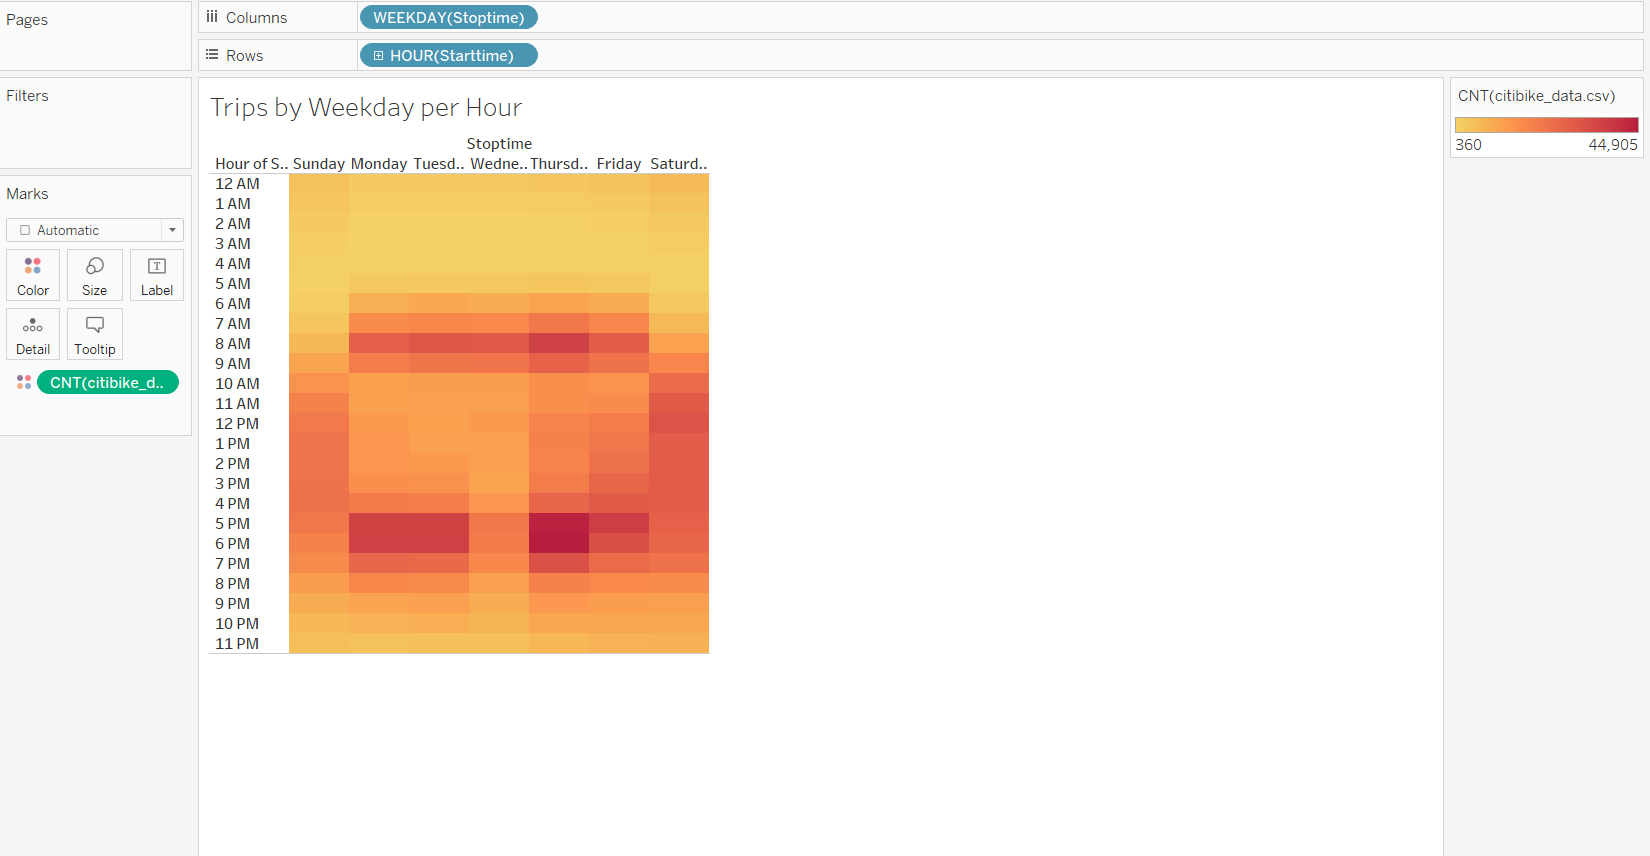 Pages
Columns
WEEKDAY(Stoptime)
Rows
HOUR(Starttime)
Filters
Marks
Automatic
Color
Size
Label
Detail
Tooltip
CNT(citibike_d..
Trips by Weekday per Hour
Stoptime
Hour of S.. Sunday Monday Tuesd.. Wedne.. Thursd.. Friday Saturd..
12 AM
1 AM
2 AM
3 AM
4 AM
5 AM
6 AM
7 AM
8 AM
9 AM
10 AM
11 AM
12 PM
1 PM
2 PM
3 PM
4 PM
5 PM
6 PM
7 PM
8 PM
9 PM
10 PM
11 PM
CNT(citibike_data.csv)
360 44,905